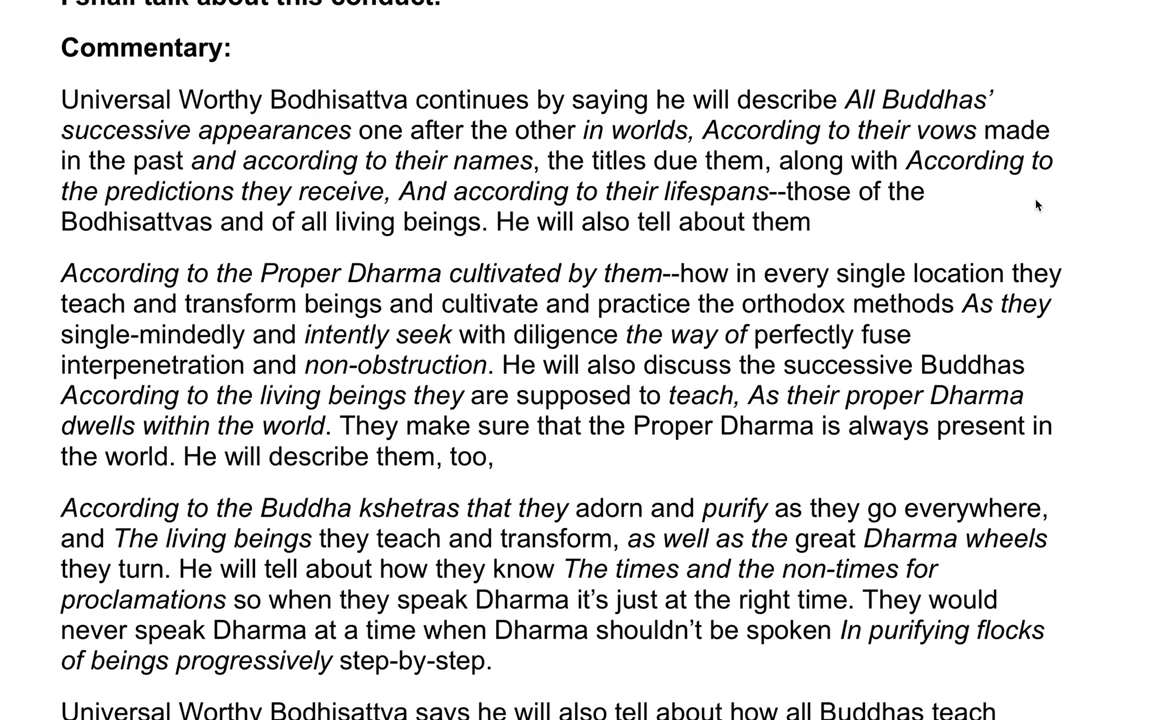 I shall talk about this conduct.
Commentary:
Universal Worthy Bodhisattva continues by saying he will describe All Buddhas’
successive appearances one after the other in worlds, According to their vows made
in the past and according to their names, the titles due them, along with According to
the predictions they receive, And according to their lifespans--those of the
Bodhisattvas and of all living beings. He will also tell about them
According to the Proper Dharma cultivated by them--how in every single location they
teach and transform beings and cultivate and practice the orthodox methods As they
single-mindedly and intently seek with diligence the way of perfectly fuse
interpenetration and non-obstruction. He will also discuss the successive Buddhas
According to the living beings they are supposed to teach, As their proper Dharma
dwells within the world. They make sure that the Proper Dharma is always present in
the world. He will describe them, too,
According to the Buddha kshetras that they adorn and purify as they go everywhere,
and The living beings they teach and transform, as well as the great Dharma wheels
they turn. He will tell about how they know The times and the non-times for
proclamations so when they speak Dharma it’s just at the right time. They would
never speak Dharma at a time when Dharma shouldn’t be spoken In purifying flocks
of beings progressively step-by-step.
Universal Worthy Bodhisattva says he will also tell about how all Buddhas teach